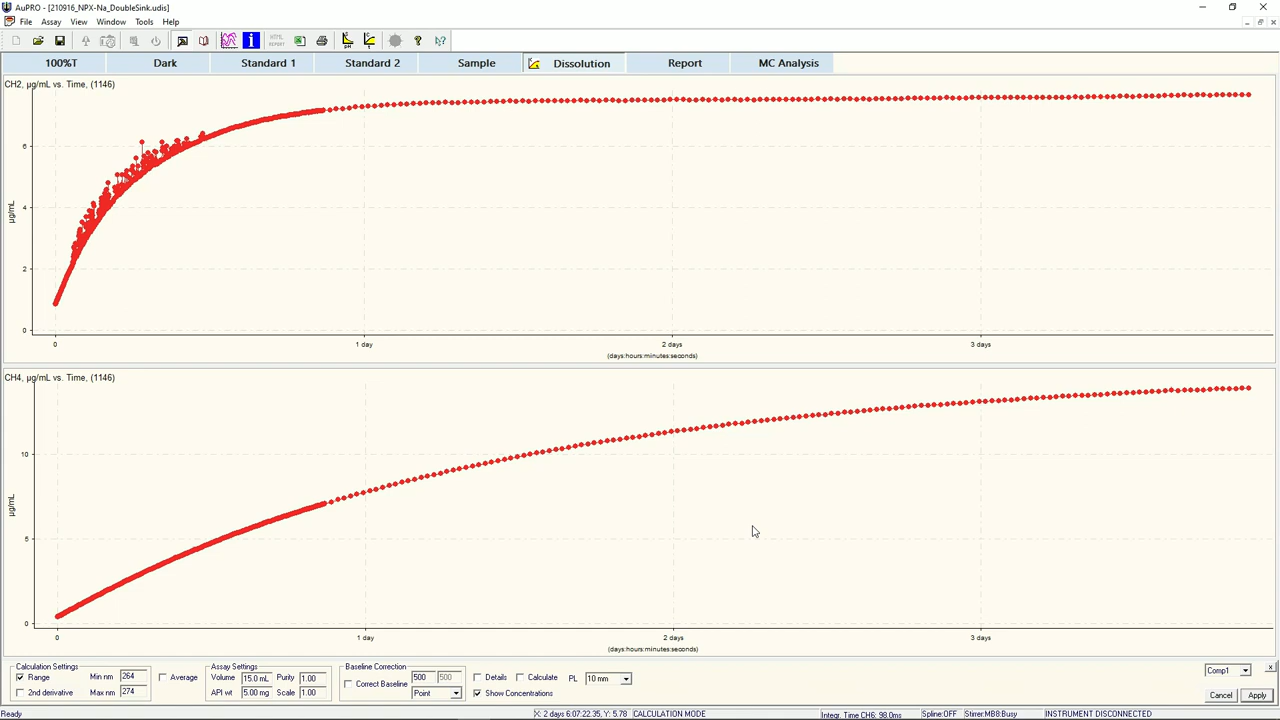 AuPRO - [210916_NPX-Na_DoubleSink.udis]
File Assay View Window Tools Help
100%T Dark Standard 1 Standard 2 Sample Dissolution Report MC Analysis
CH2, µg/mL vs. Time, (1146)
6
4
2
0
µg/mL
0 1 day 2 days 3 days
(days:hours:minutes:seconds)
CH4, µg/mL vs. Time, (1146)
10
5
0
µg/mL
0 1 day 2 days 3 days
(days:hours:minutes:seconds)
Calculation Settings Assay Settings Baseline Correction
Range Min nm 264 Average Volume 15.0 mL Purity 1.00 Correct Baseline 500 500 Details Calculate PL 10 mm Comp1
2nd derivative Max nm 274 API wt 5.00 mg Scale 1.00 Point Show Concentrations Cancel Apply
Ready X: 2 days 6:07:22.35, Y: 5.78 CALCULATION MODE Integr. Time CH6: 98.0ms Spline:OFF Stirrer:MB8:Busy INSTRUMENT DISCONNECTED